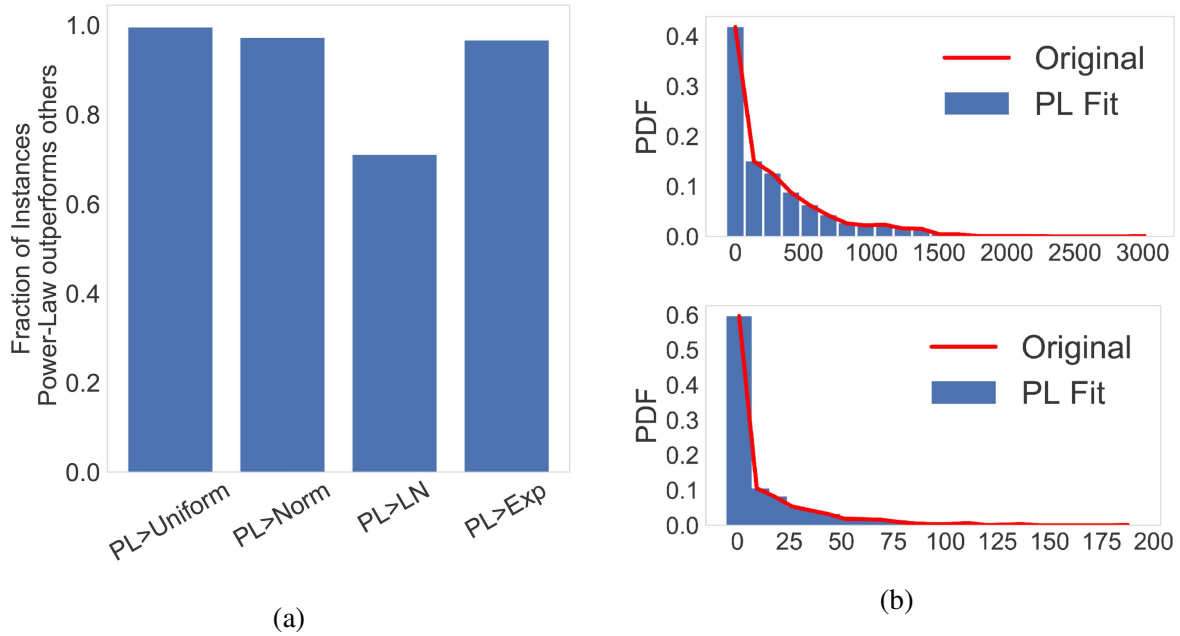 Fraction of Instances
Power-Law outperforms others
1.0
0.8
0.6
0.4
0.2
0.0
PL>Uniform
PL>Norm
PL>LN
PL>Exp
(a)
PDF
0.4
0.3
0.2
0.1
0.0
Original
PL Fit
0 500 1000 1500 2000 2500 3000
PDF
0.6
0.5
0.4
0.3
0.2
0.1
0.0
Original
PL Fit
0 25 50 75 100 125 150 175 200
(b)